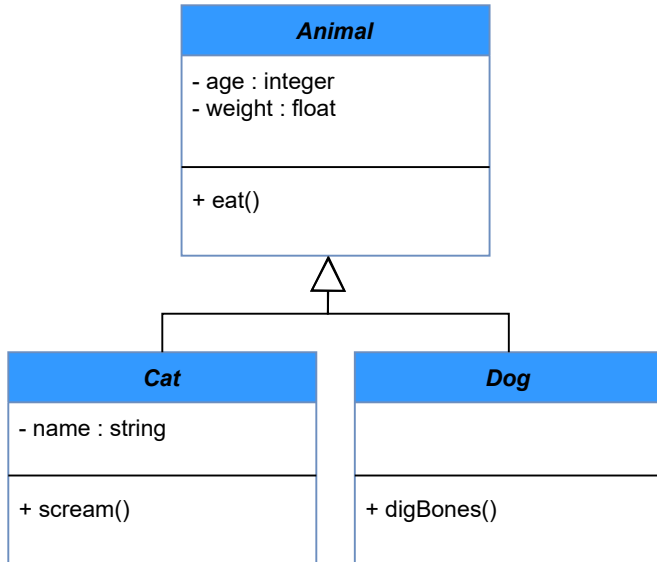 Animal
- age : integer
- weight : float
+ eat()
Cat
- name : string
+ scream()
Dog
+ digBones()